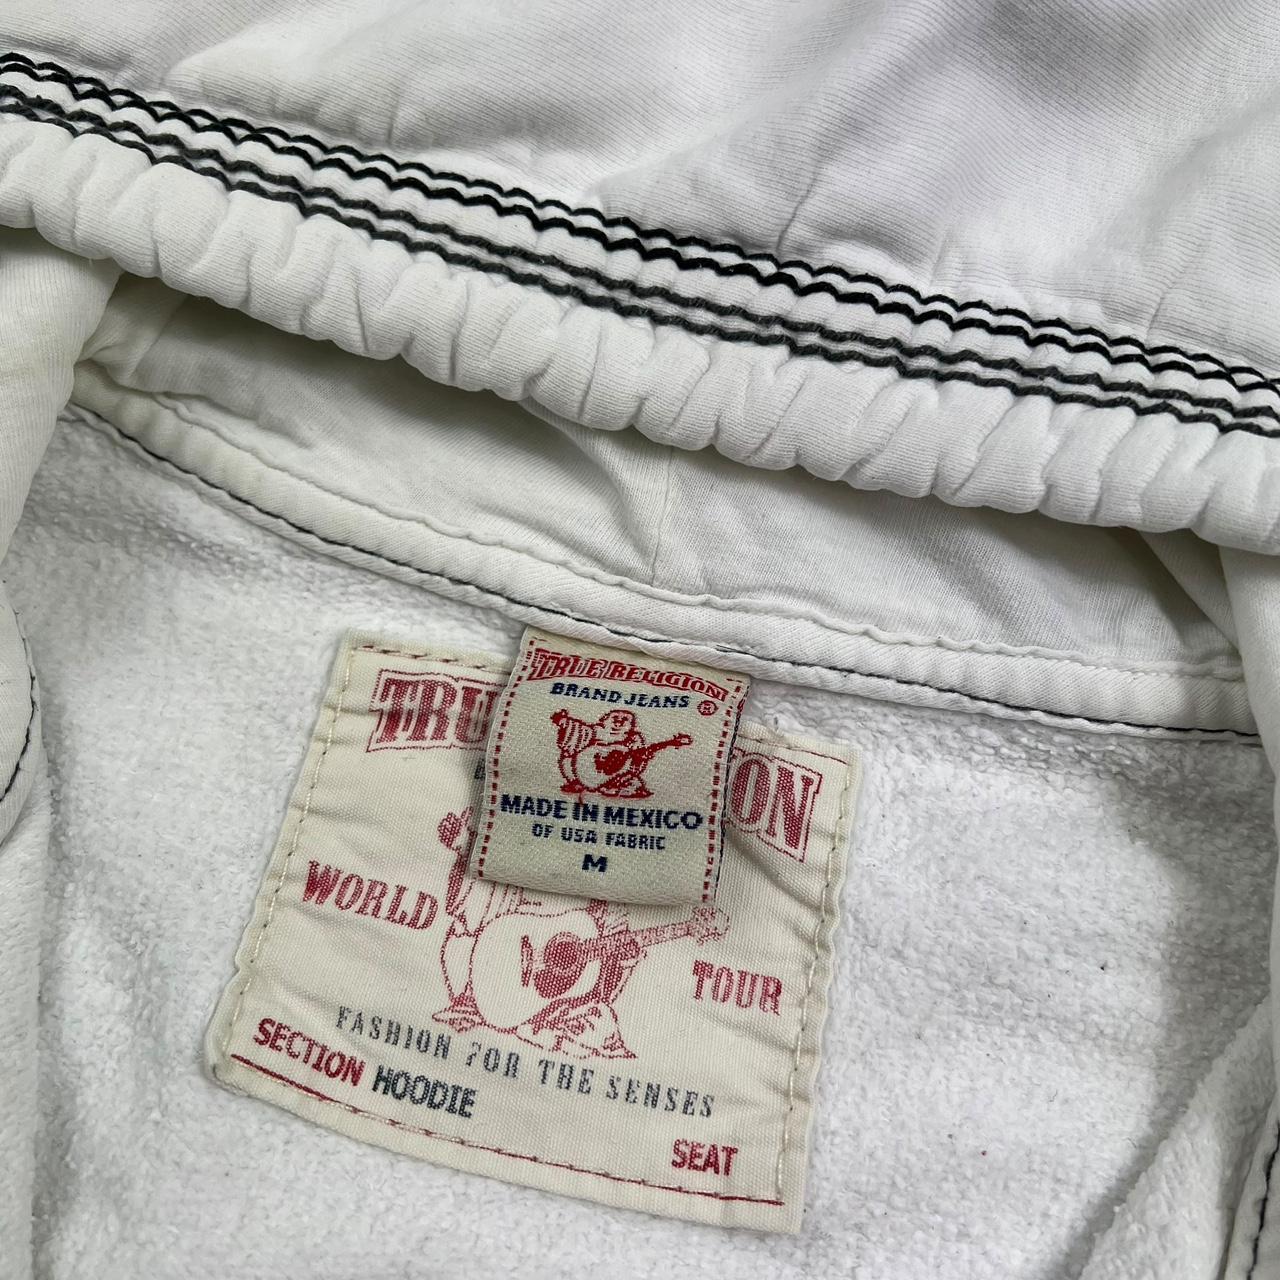 TRUE RELIGION
BRAND JEANS ®
MADE IN MEXICO
OF USA FABRIC
M
TRU ION
WORLD
TOUR
FASHION FOR THE SENSES
SECTION HOODIE
SEAT